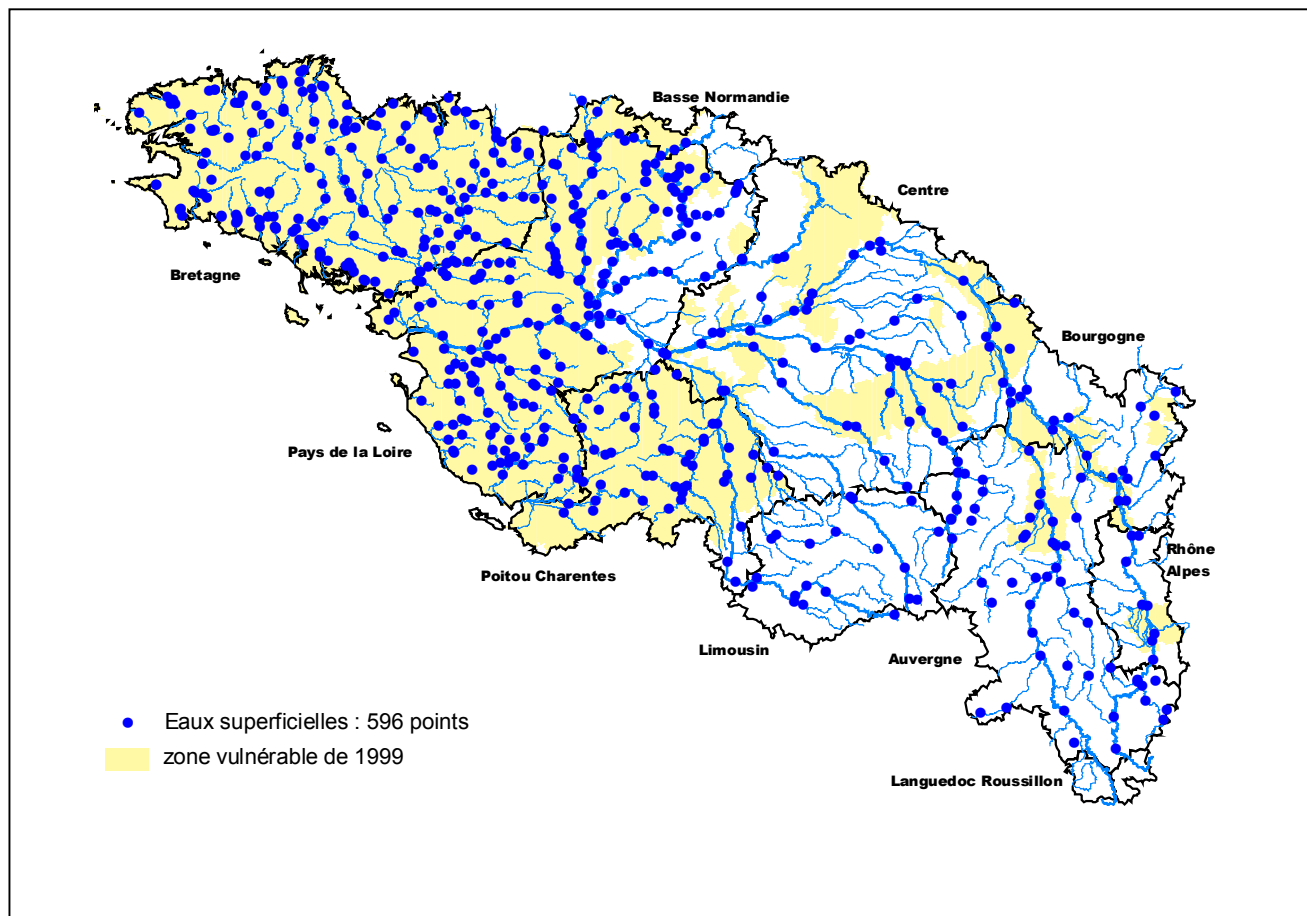 Basse Normandie
Centre
Bretagne
Bourgogne
Pays de la Loire
Rhône
Alpes
Poitou Charentes
Limousin
Auvergne
Eaux superficielles : 596 points
zone vulnérable de 1999
Languedoc Roussillon